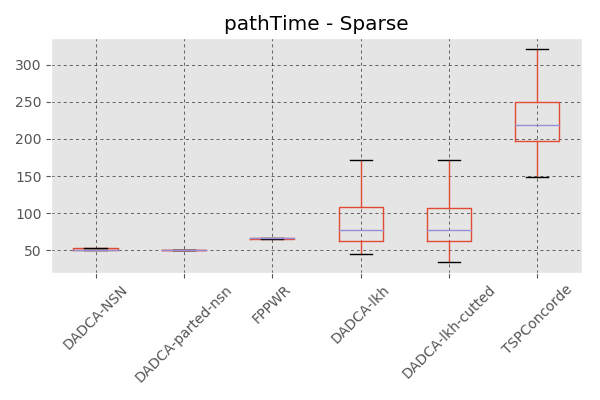 pathTime - Sparse
300
250
200
150
100
50
DADCA-NSN
DADCA-parted-nsn
FPPWR
DADCA-lkh
DADCA-lkh-cutted
TSPConcorde